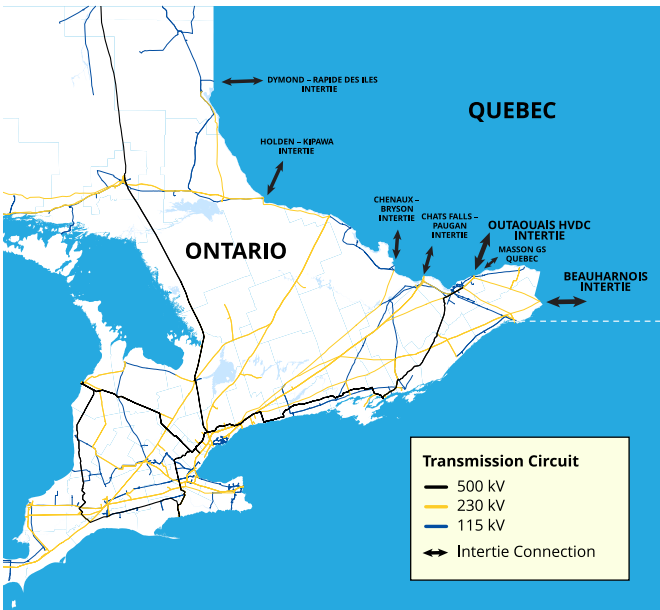 DYMOND – RAPIDE DES ILES
INTERTIE
QUEBEC
HOLDEN – KIPAWA
INTERTIE
CHENAUX –
BRYSON
INTERTIE
CHATS FALLS –
PAUGAN
INTERTIE
OUTAOUAIS HVDC
INTERTIE
MASSON GS
QUEBEC
ONTARIO
BEAUHARNOIS
INTERTIE
Transmission Circuit
500 kV
230 kV
115 kV
Intertie Connection